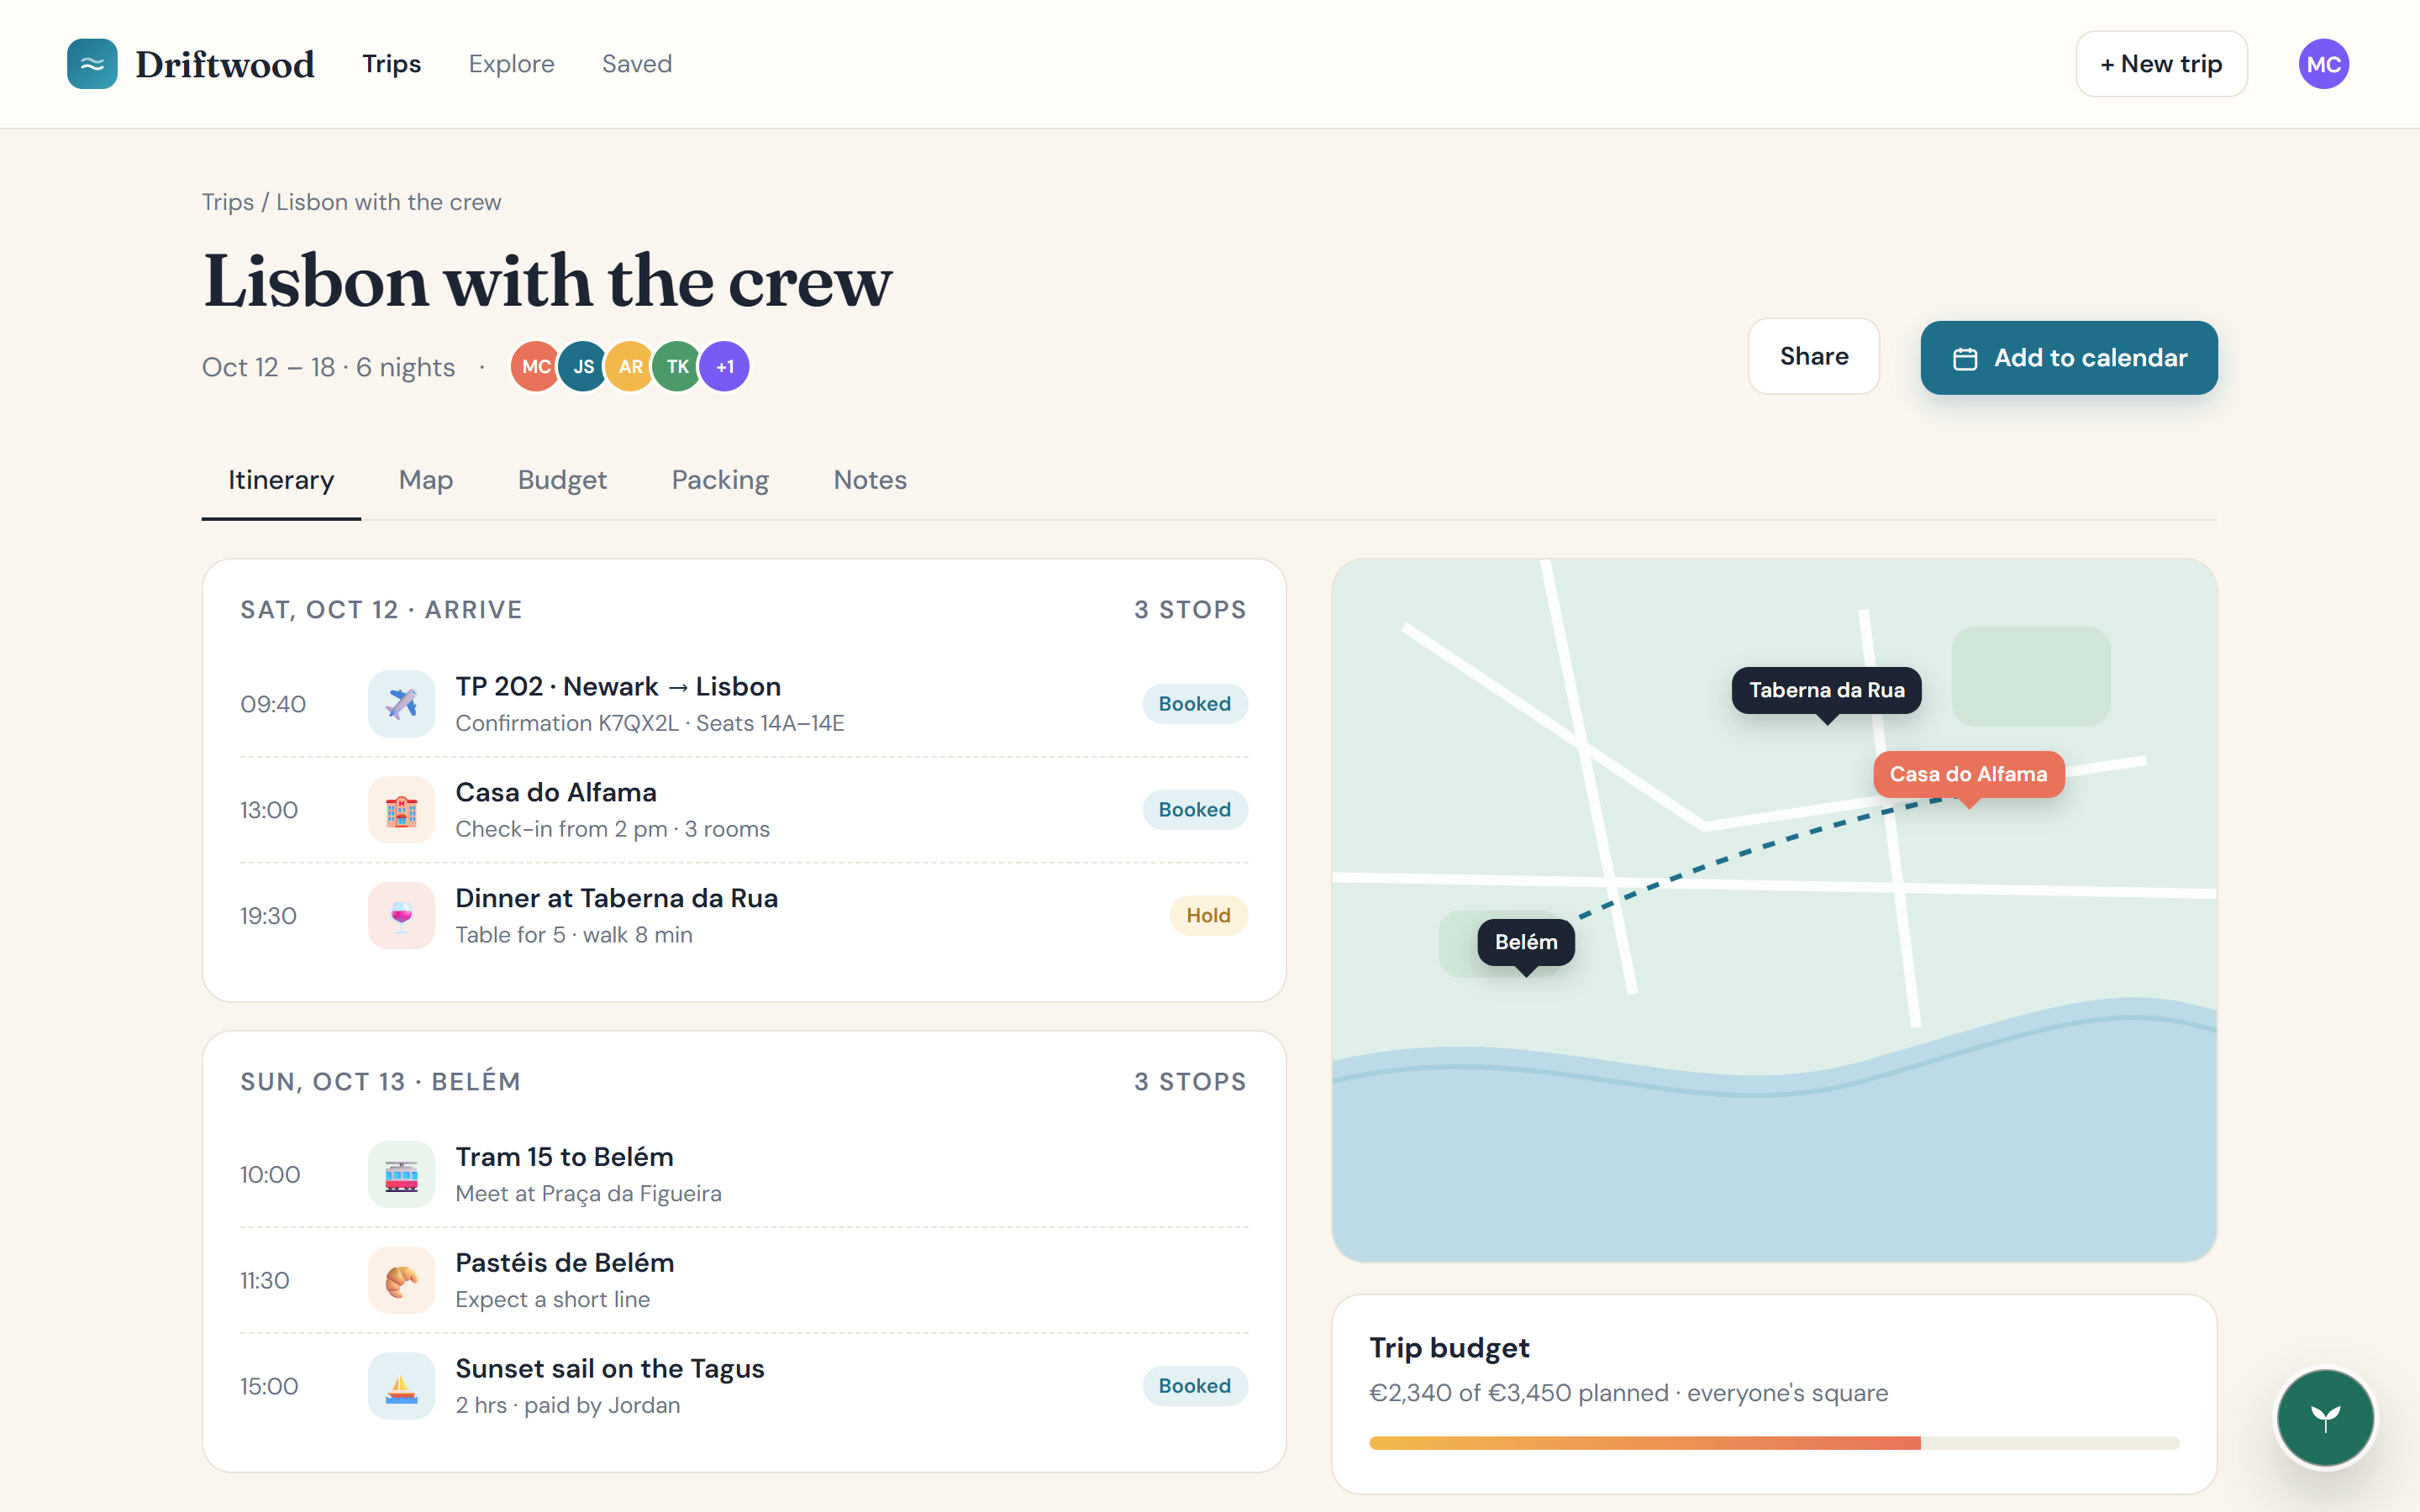 Driftwood
Trips
Explore
Saved
+ New trip
MC
Trips / Lisbon with the crew
Lisbon with the crew
Oct 12 – 18 · 6 nights ·
MC
JS
AR
TK
+1
Share
Add to calendar
Itinerary
Map
Budget
Packing
Notes
SAT, OCT 12 · ARRIVE
3 STOPS
09:40
TP 202 · Newark → Lisbon
Confirmation K7QX2L · Seats 14A–14E
Booked
13:00
Casa do Alfama
Check-in from 2 pm · 3 rooms
Booked
19:30
Dinner at Taberna da Rua
Table for 5 · walk 8 min
Hold
SUN, OCT 13 · BELÉM
3 STOPS
10:00
Tram 15 to Belém
Meet at Praça da Figueira
11:30
Pastéis de Belém
Expect a short line
15:00
Sunset sail on the Tagus
2 hrs · paid by Jordan
Booked
Taberna da Rua
Casa do Alfama
Belém
Trip budget
€2,340 of €3,450 planned · everyone's square